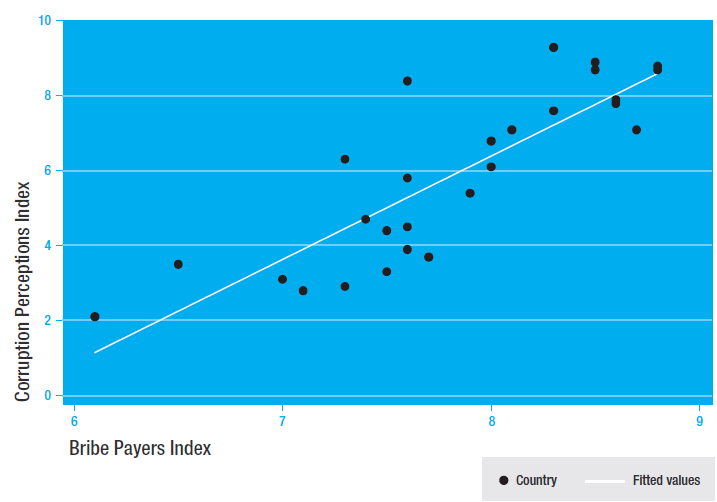 10
8
6
4
2
0
Corruption Perceptions Index
6 7 8 9
Bribe Payers Index
Country Fitted values